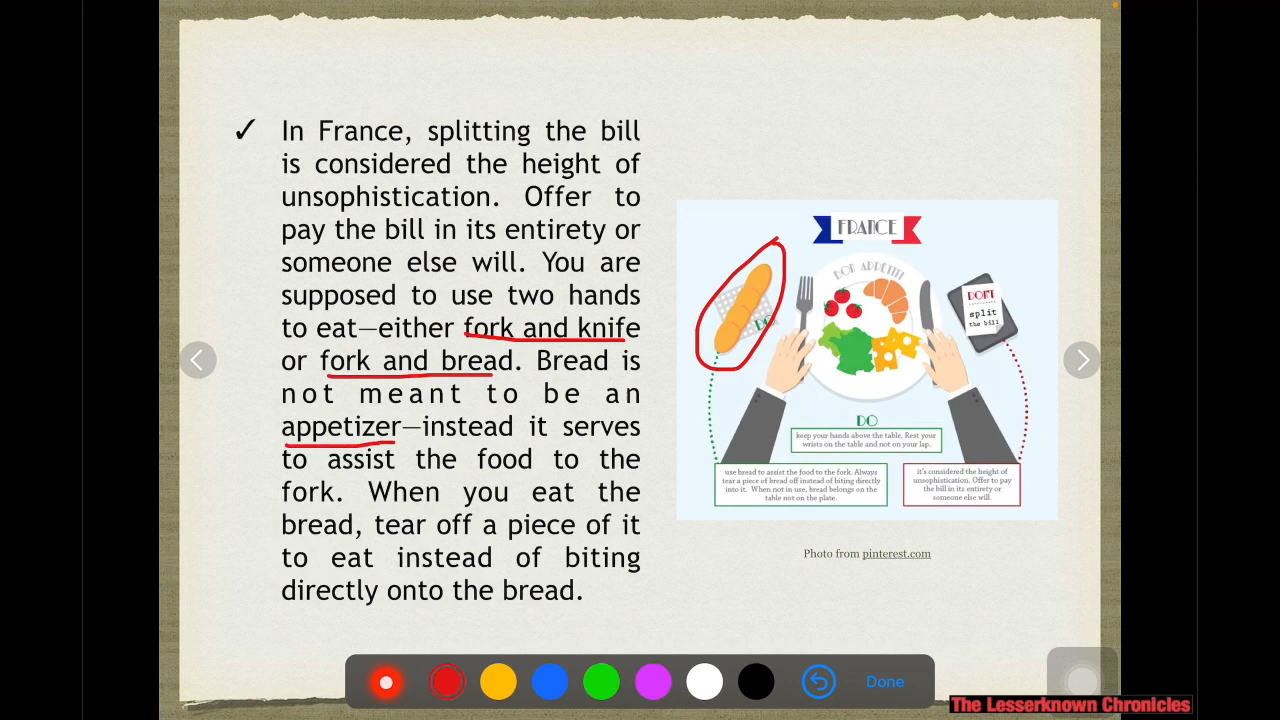 ✓ In France, splitting the bill
is considered the height of
unsophistication. Offer to
pay the bill in its entirety or
someone else will. You are
supposed to use two hands
to eat—either fork and knife
or fork and bread. Bread is
not meant to be an
appetizer—instead it serves
to assist the food to the
fork. When you eat the
bread, tear off a piece of it
to eat instead of biting
directly onto the bread.
FRANCE
BON APPETIT!
DO
DON'T
split
the bill
DO
keep your hands above the table. Rest your
wrists on the table and not on your lap.
use bread to assist the food to the fork. Always
tear a piece of bread off instead of biting directly
into it. When not in use, bread belongs on the
table not on the plate.
it's considered the height of
unsophistication. Offer to pay
the bill in its entirety or
someone else will.
Photo from pinterest.com
Done
The Lesserknown Chronicles